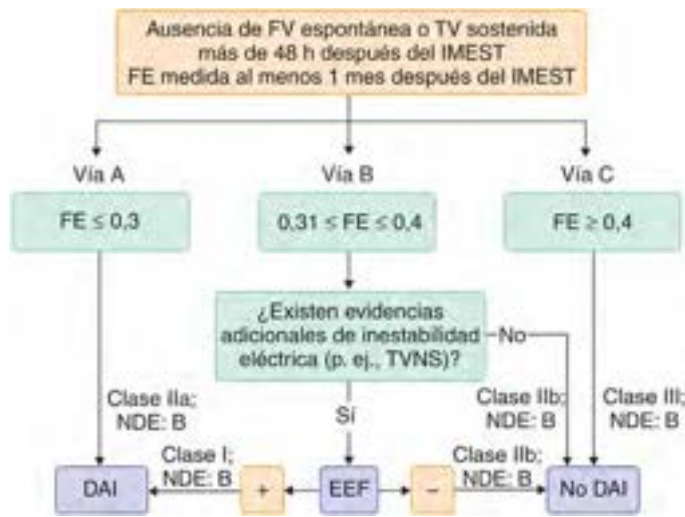 Ausencia de FV espontánea o TV sostenida
más de 48 h después del IMEST
FE medida al menos 1 mes después del IMEST
Vía A
Vía B
Vía C
FE ≤ 0,3
0,31 ≤ FE ≤ 0,4
FE ≥ 0,4
¿Existen evidencias
adicionales de inestabilidad
eléctrica (p. ej., TVNS)?
No
Clase IIa;
NDE: B
Sí
Clase IIb;
NDE: B
Clase III;
NDE: B
Clase I;
NDE: B
Clase IIb;
NDE: B
DAI
+
EEF
−
No DAI